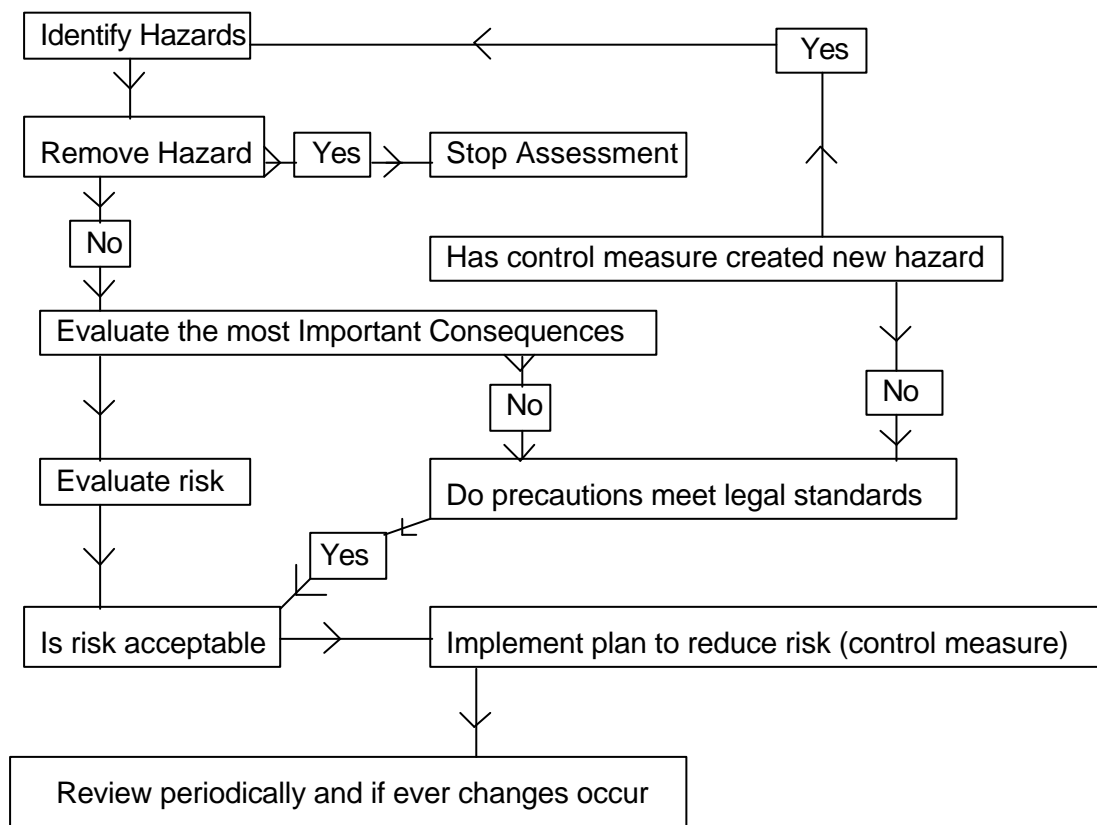 Identify Hazards
Yes
Remove Hazard
Yes
Stop Assessment
No
Has control measure created new hazard
Evaluate the most Important Consequences
No
No
Evaluate risk
Do precautions meet legal standards
Yes
Is risk acceptable
Implement plan to reduce risk (control measure)
Review periodically and if ever changes occur